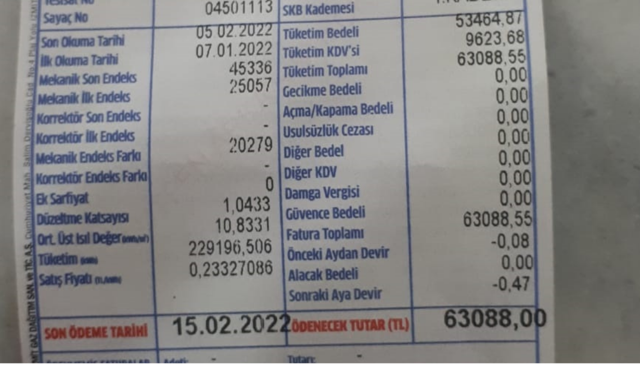 Sayaç No 04501113 SKB Kademesi
Son Okuma Tarihi 05 02.2022 Tüketim Bedeli 53464,87
İlk Okuma Tarihi 07.01.2022 Tüketim KDV'si 9623,68
Mekanik Son Endeks 45336 Tüketim Toplamı 63088,55
Mekanik İlk Endeks 25057 Gecikme Bedeli 0,00
Korrektör Son Endeks - Açma/Kapama Bedeli 0,00
Korrektör İlk Endeks - Usulsüzlük Cezası 0,00
Mekanik Endeks Farkı 20279 Diğer Bedel 0,00
Korrektör Endeks Farkı - Diğer KDV 0,00
Ek Sarfiyat 0 Damga Vergisi 0,00
Düzeltme Katsayısı 1,0433 Güvence Bedeli 0,00
Ort. Üst Isıl Değer 10,8331 Fatura Toplamı 63088,55
Tüketim 229196,506 Önceki Aydan Devir -0,08
Satış Fiyatı 0,23327086 Alacak Bedeli 0,00
Sonraki Aya Devir -0,47
SON ÖDEME TARİHİ 15.02.2022 ÖDENECEK TUTAR (TL) 63088,00